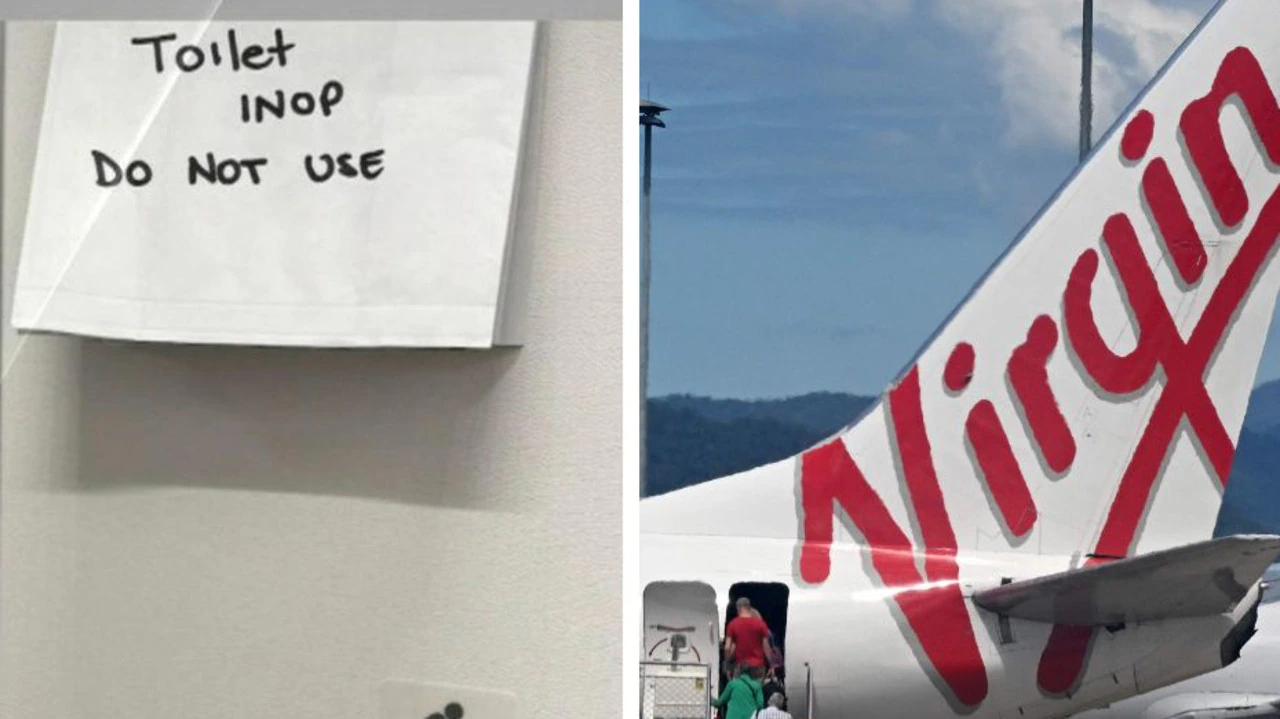 Toilet
INOP
DO NOT USE
Virgin